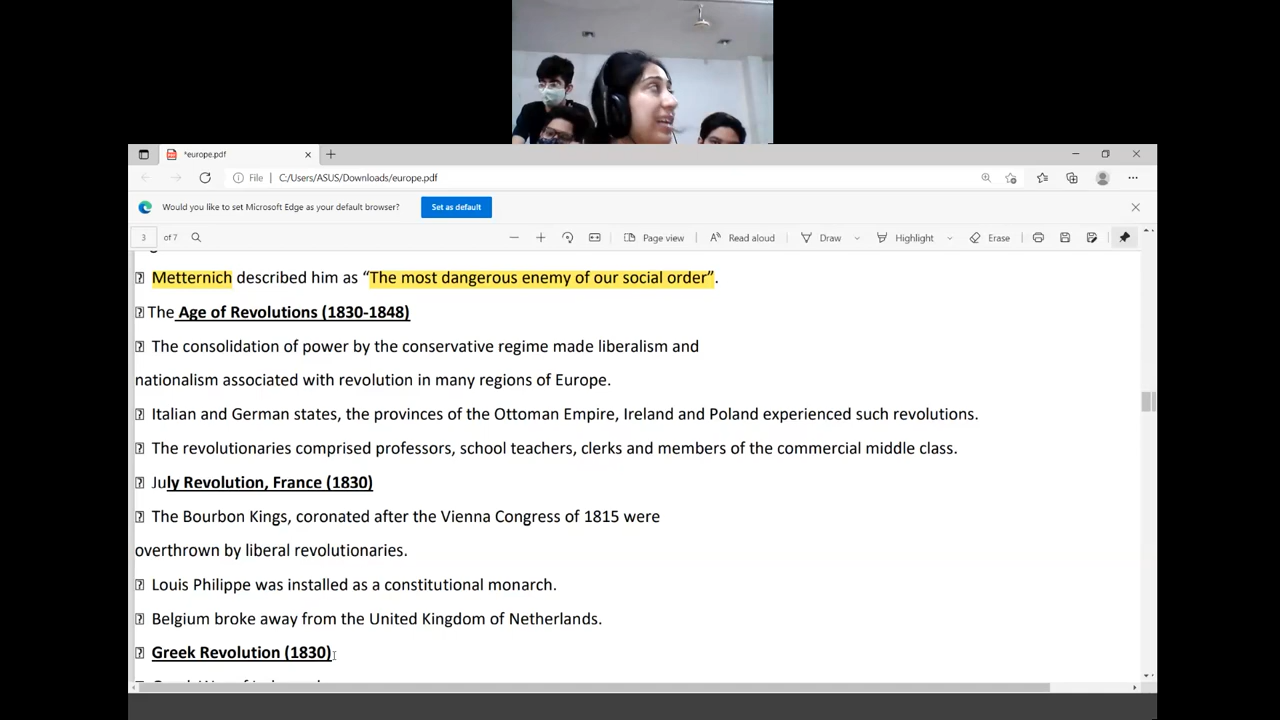 *europe.pdf
File
C:/Users/ASUS/Downloads/europe.pdf
Would you like to set Microsoft Edge as your default browser?
Set as default
3 of 7
Page view
Read aloud
Draw
Highlight
Erase
Metternich described him as “The most dangerous enemy of our social order”.
The Age of Revolutions (1830-1848)
The consolidation of power by the conservative regime made liberalism and
nationalism associated with revolution in many regions of Europe.
Italian and German states, the provinces of the Ottoman Empire, Ireland and Poland experienced such revolutions.
The revolutionaries comprised professors, school teachers, clerks and members of the commercial middle class.
July Revolution, France (1830)
The Bourbon Kings, coronated after the Vienna Congress of 1815 were
overthrown by liberal revolutionaries.
Louis Philippe was installed as a constitutional monarch.
Belgium broke away from the United Kingdom of Netherlands.
Greek Revolution (1830)